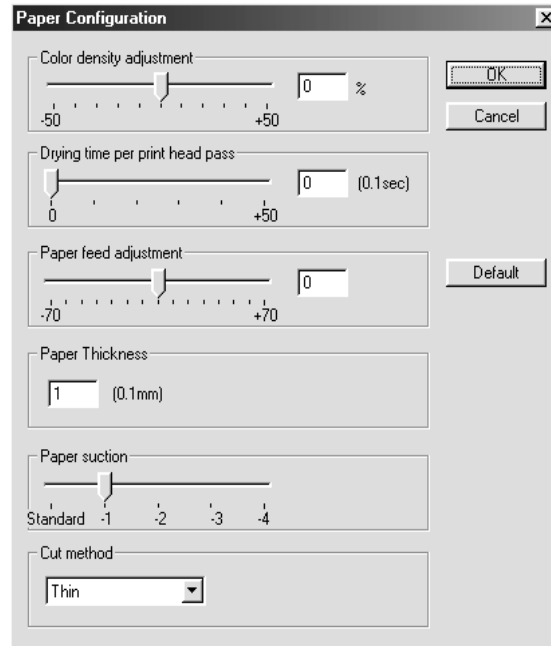 Paper Configuration
Color density adjustment
0 %
-50 +50
OK
Cancel
Drying time per print head pass
0 (0.1sec)
0 +50
Paper feed adjustment
0
-70 +70
Default
Paper Thickness
1 (0.1mm)
Paper suction
Standard -1 -2 -3 -4
Cut method
Thin